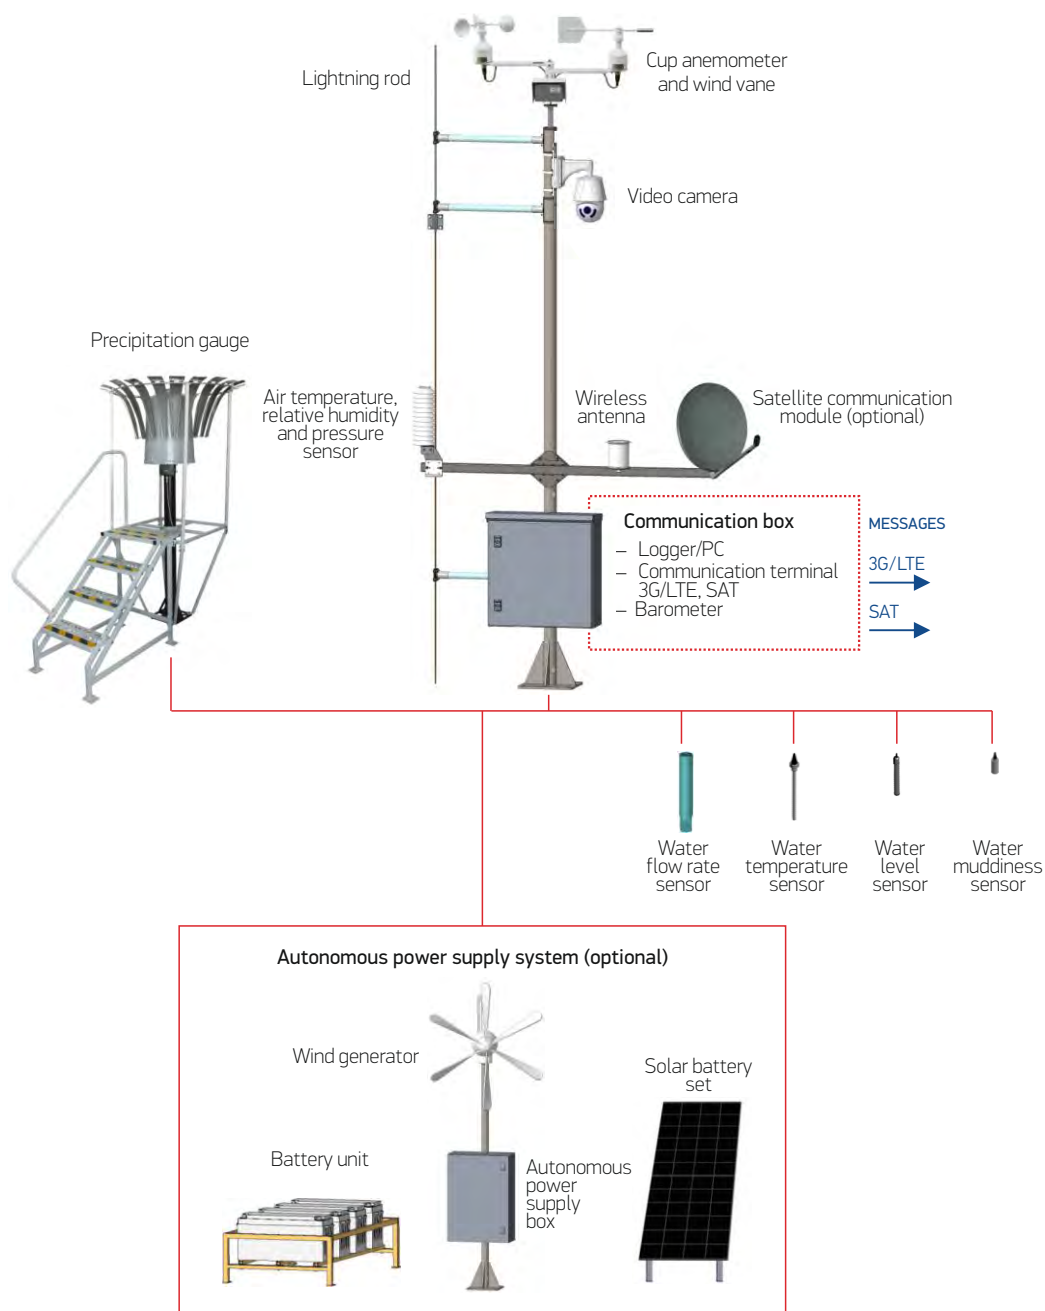 Lightning rod
Cup anemometer
and wind vane
Video camera
Precipitation gauge
Air temperature,
relative humidity
and pressure
sensor
Wireless
antenna
Satellite communication
module (optional)
Communication box
– Logger/PC
– Communication terminal
3G/LTE, SAT
– Barometer
MESSAGES
3G/LTE
SAT
Water
flow rate
sensor
Water
temperature
sensor
Water
level
sensor
Water
muddiness
sensor
Autonomous power supply system (optional)
Wind generator
Solar battery
set
Battery unit
Autonomous
power
supply
box